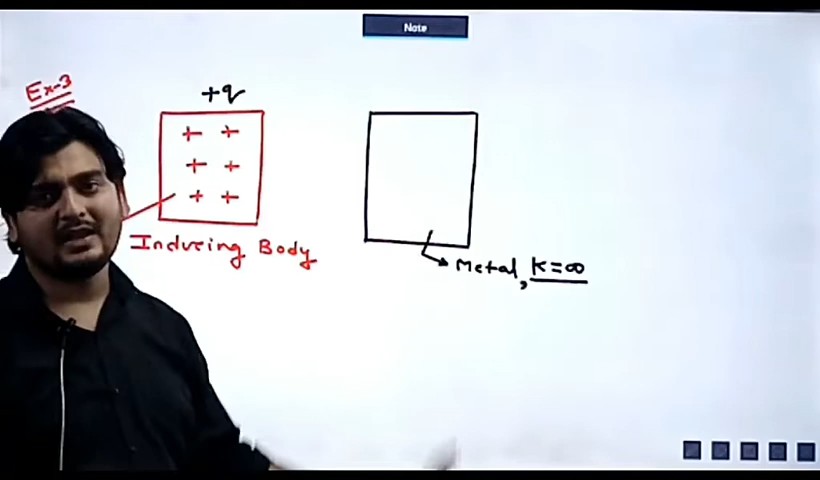 Note
Ex-3
+q
+ +
+ +
+ +
Inducing Body
Metal, K=∞